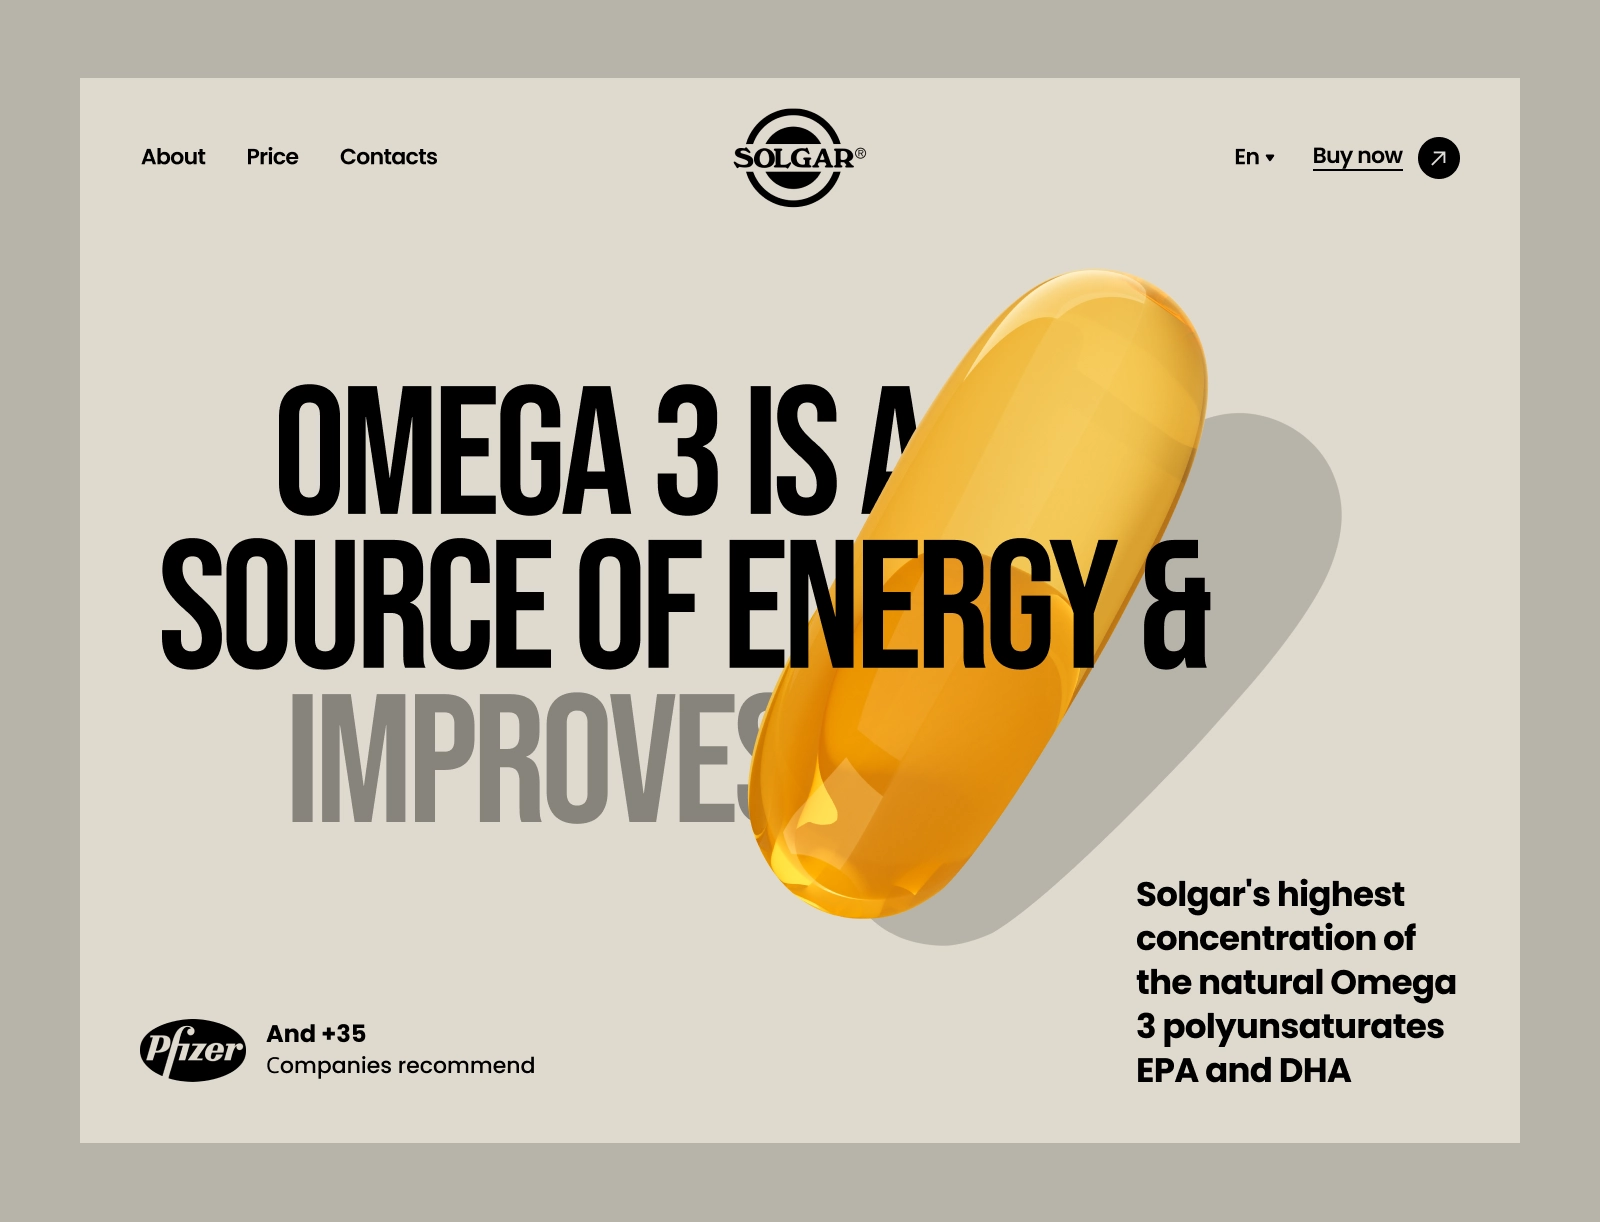 About Price Contacts
SOLGAR®
En Buy now
OMEGA 3 IS A
SOURCE OF ENERGY &
IMPROVES
Solgar's highest
concentration of
the natural Omega
3 polyunsaturates
EPA and DHA
Pfizer
And +35
Companies recommend